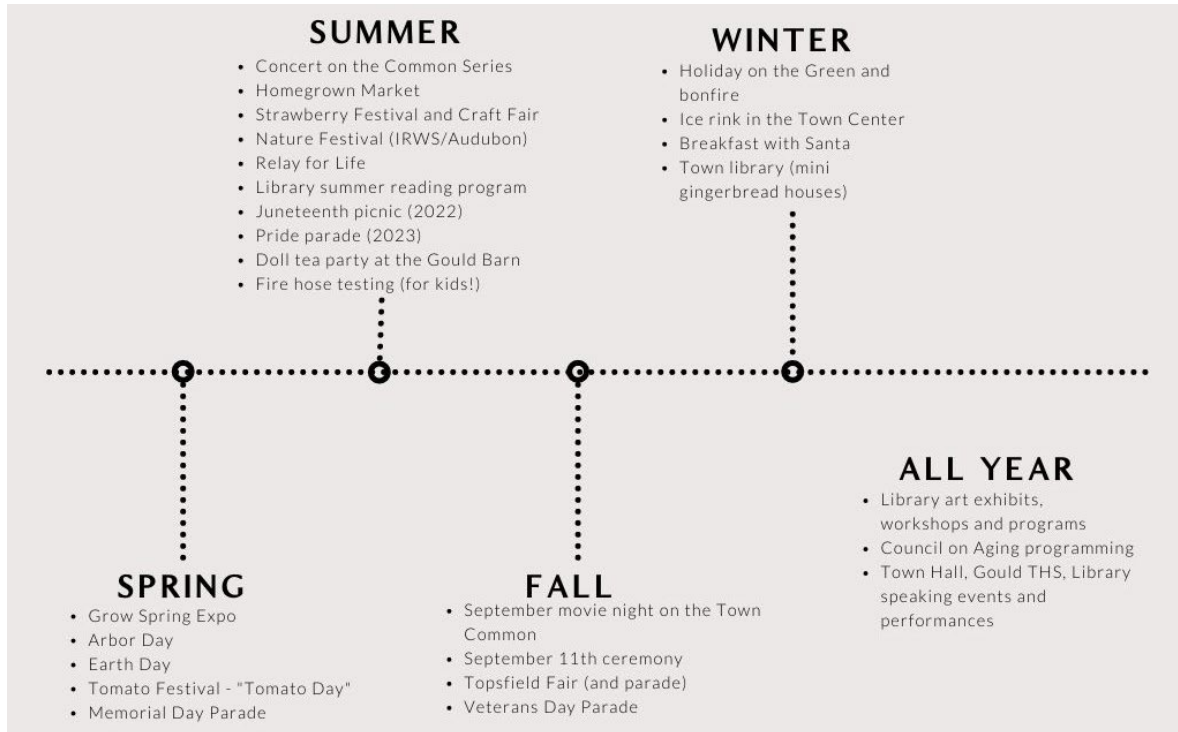 SUMMER
• Concert on the Common Series
• Homegrown Market
• Strawberry Festival and Craft Fair
• Nature Festival (IRWS/Audubon)
• Relay for Life
• Library summer reading program
• Juneteenth picnic (2022)
• Pride parade (2023)
• Doll tea party at the Gould Barn
• Fire hose testing (for kids!)
WINTER
• Holiday on the Green and
bonfire
• Ice rink in the Town Center
• Breakfast with Santa
• Town library (mini
gingerbread houses)
SPRING
• Grow Spring Expo
• Arbor Day
• Earth Day
• Tomato Festival - "Tomato Day"
• Memorial Day Parade
FALL
• September movie night on the Town
Common
• September 11th ceremony
• Topsfield Fair (and parade)
• Veterans Day Parade
ALL YEAR
• Library art exhibits,
workshops and programs
• Council on Aging programming
• Town Hall, Gould THS, Library
speaking events and
performances